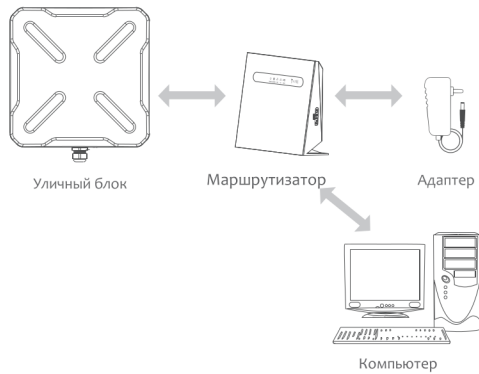 Уличный блок
Маршрутизатор
Адаптер
Компьютер